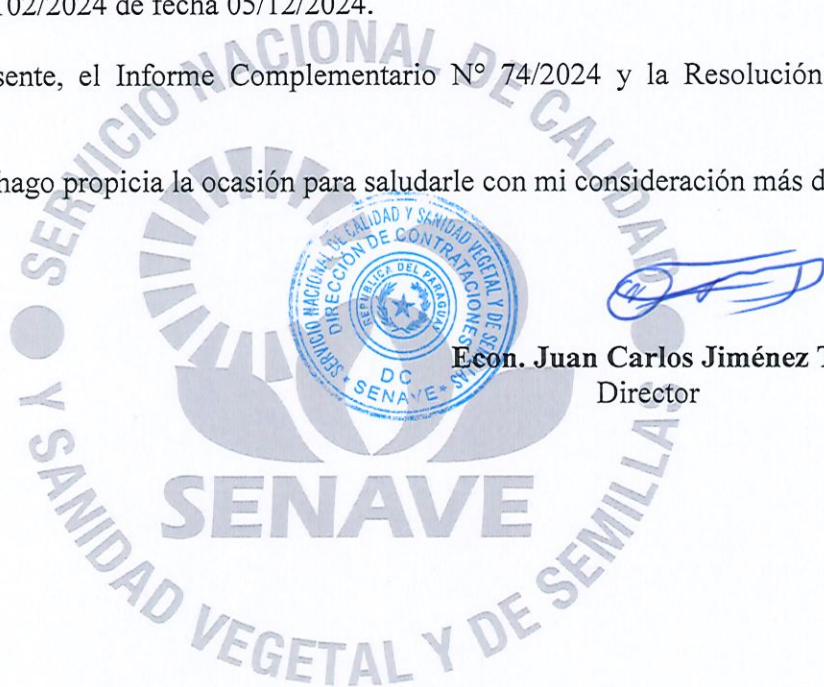 102/2024 de fecha 05/12/2024.
sente, el Informe Complementario N° 74/2024 y la Resolución
hago propicia la ocasión para saludarle con mi consideración más d
SERVICIO NACIONAL DE CALIDAD
Y SANIDAD VEGETAL Y DE SEMILLAS
SENAVE
SERVICIO NACIONAL DE CALIDAD Y SANIDAD VEGETAL Y DE SEMILLAS
DIRECCIÓN DE CONTRATACIONES
REPUBLICA DEL PARAGUAY
DC
* SENAVE *
Econ. Juan Carlos Jiménez
Director